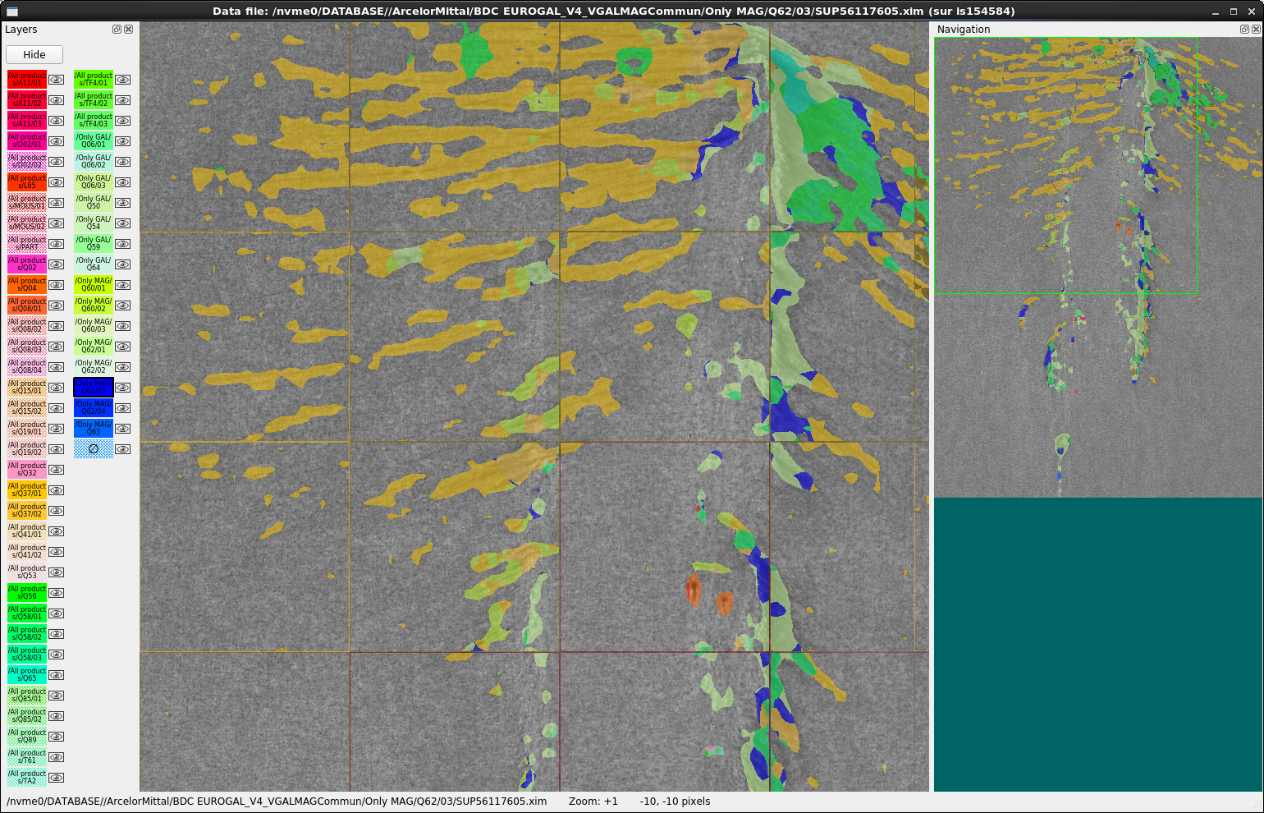 Data file: /nvme0/DATABASE//ArcelorMittal/BDC EUROGAL_V4_VGALMAGCommun/Only MAG/Q62/03/SUP56117605.xim (sur is154584)
Layers
Navigation
Hide
/All product
s/A11/01
/All product
s/A11/02
/All product
s/A11/03
/All product
s/D02/01
/All product
s/D02/02
/All product
s/L65
/All product
s/MOUS/01
/All product
s/MOUS/02
/All product
s/PART
/All product
s/Q02
/All product
s/Q04
/All product
s/Q08/01
/All product
s/Q08/02
/All product
s/Q08/03
/All product
s/Q08/04
/All product
s/Q15/01
/All product
s/Q15/02
/All product
s/Q19/01
/All product
s/Q19/02
/All product
s/Q32
/All product
s/Q37/01
/All product
s/Q37/02
/All product
s/Q41/01
/All product
s/Q41/02
/All product
s/Q53
/All product
s/Q56
/All product
s/Q58/01
/All product
s/Q58/02
/All product
s/Q58/03
/All product
s/Q65
/All product
s/Q85/01
/All product
s/Q85/02
/All product
s/Q89
/All product
s/T61
/All product
s/TA2
/All product
s/TF4/01
/All product
s/TF4/02
/All product
s/TF4/03
/Only GAL/
Q06/01
/Only GAL/
Q06/02
/Only GAL/
Q06/03
/Only GAL/
Q50
/Only GAL/
Q54
/Only GAL/
Q59
/Only GAL/
Q64
/Only MAG/
Q60/01
/Only MAG/
Q60/02
/Only MAG/
Q60/03
/Only MAG/
Q62/01
/Only MAG/
Q62/02
/Only MAG/
Q62/03
/Only MAG/
Q62/04
/Only MAG/
Q63
/nvme0/DATABASE//ArcelorMittal/BDC EUROGAL_V4_VGALMAGCommun/Only MAG/Q62/03/SUP56117605.xim Zoom: +1 -10, -10 pixels